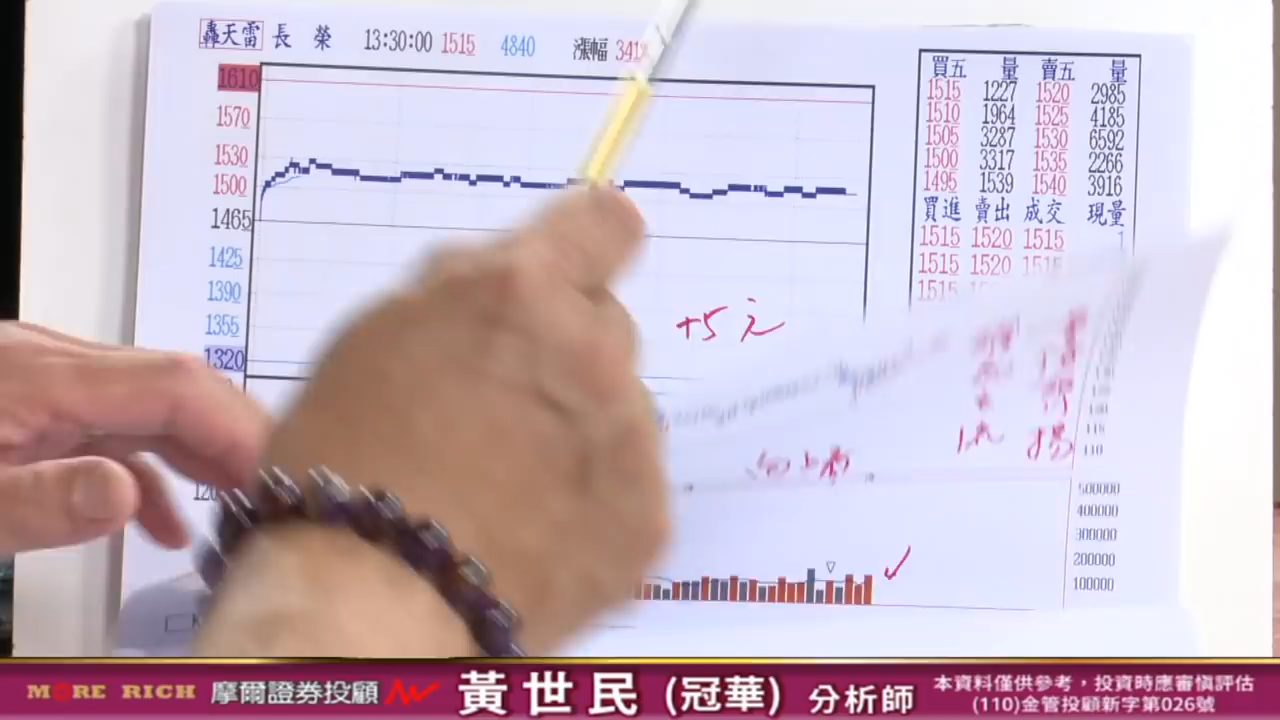 轟天雷 長 榮 13:30:00 1515 4840 漲幅 341%
1610
1570
1530
1500
1465
1425
1390
1355
1320
買五 量 賣五 量
1515 1227 1520 2985
1510 1964 1525 4185
1505 3287 1530 6592
1500 3317 1535 2266
1495 1539 1540 3916
買進 賣出 成交 現量
1515 1520 1515 1
1515 1520 1515
1515
+5元
110
500000
400000
300000
200000
100000
MORE RICH 摩爾證券投顧 黃世民 (冠華) 分析師
本資料僅供參考，投資時應審慎評估
(110)金管投顧新字第026號